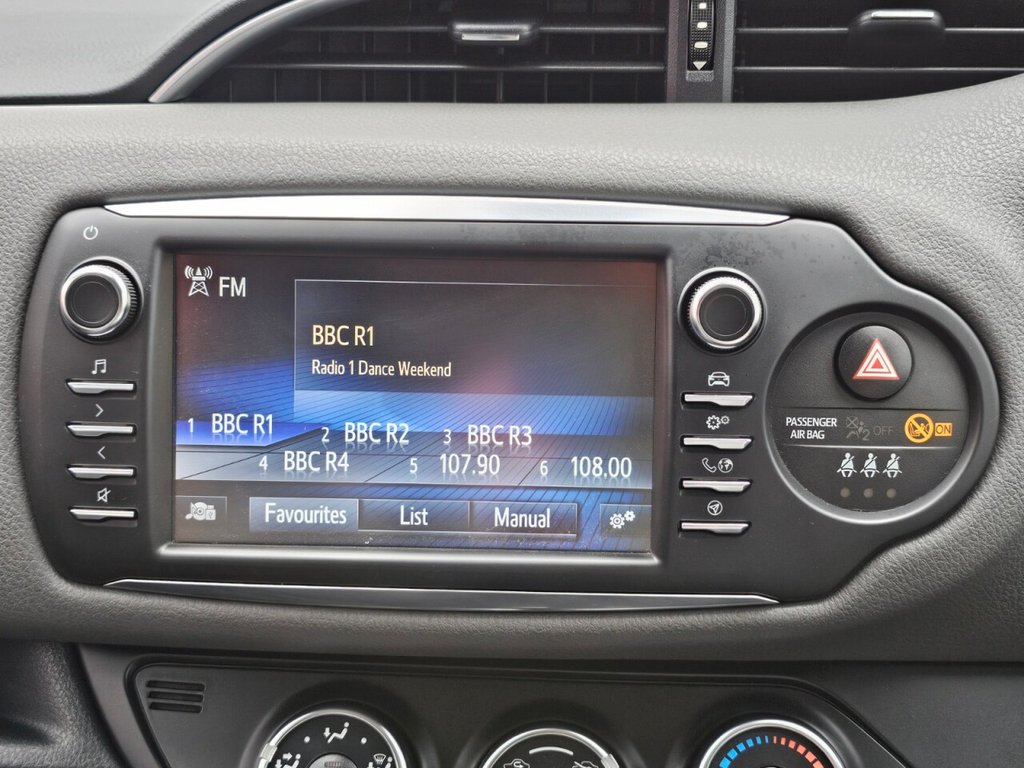 FM
BBC R1
Radio 1 Dance Weekend
1 BBC R1 2 BBC R2 3 BBC R3
4 BBC R4 5 107.90 6 108.00
Favourites List Manual
PASSENGER
AIR BAG
2 OFF ON